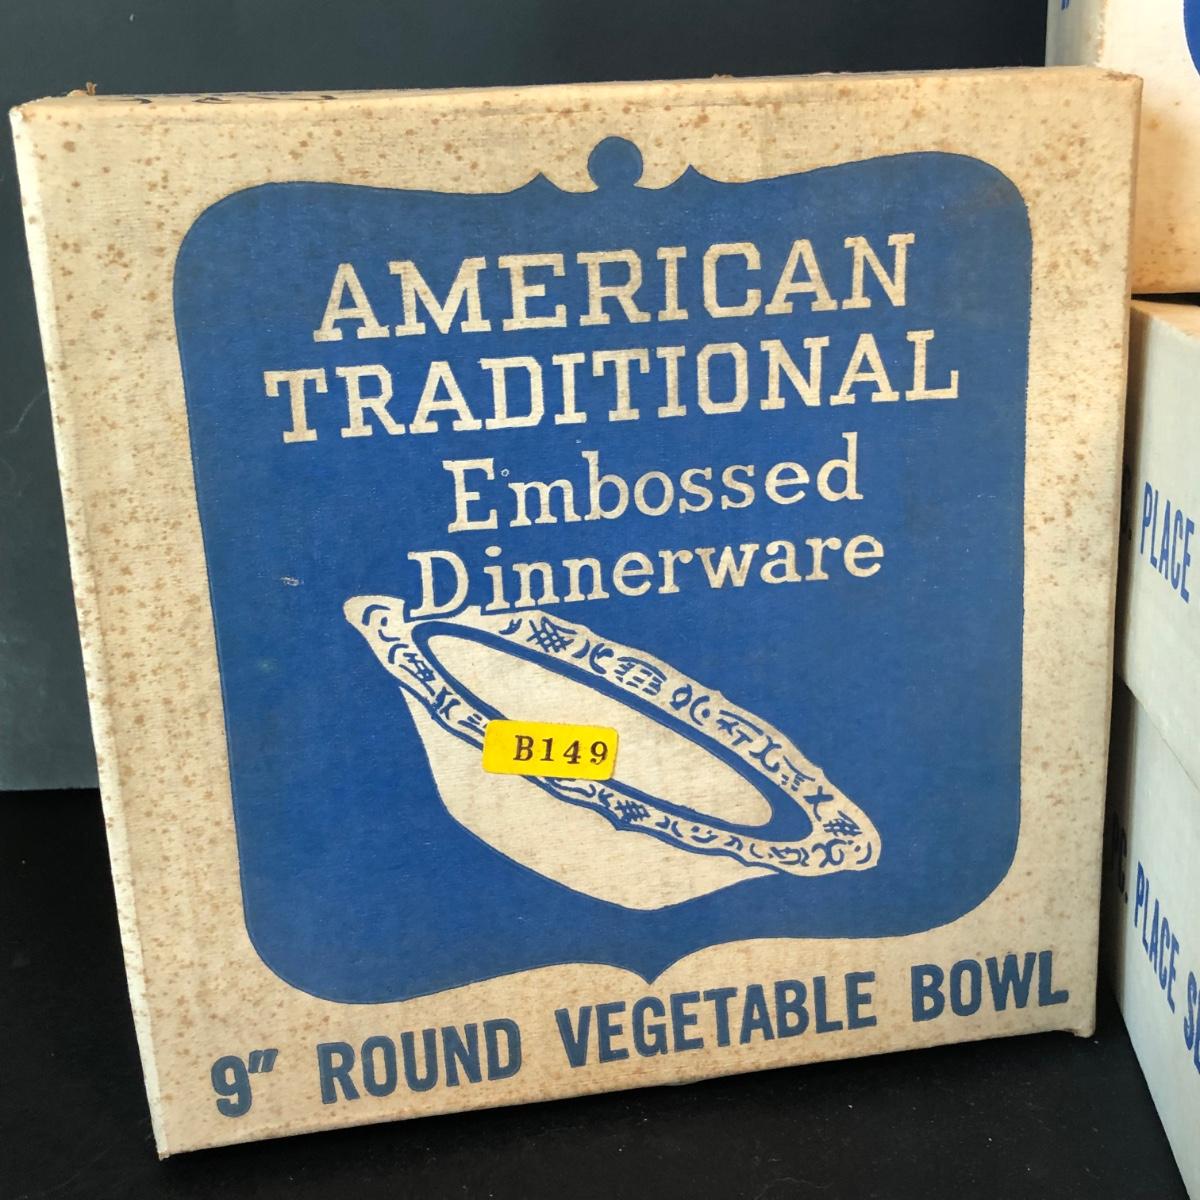 AMERICAN
TRADITIONAL
Embossed
Dinnerware
B149
9" ROUND VEGETABLE BOWL
PLACE
PLACE